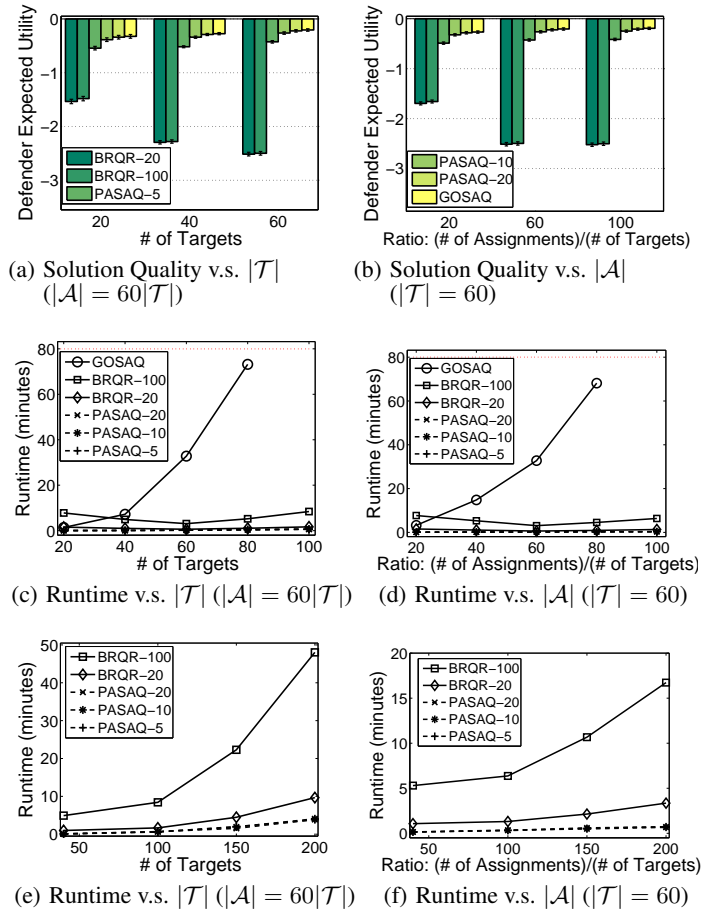 0
−1
−2
−3
Defender Expected Utility
BRQR−20
BRQR−100
PASAQ−5
20 40 60
# of Targets
(a) Solution Quality v.s. |T|
(|A| = 60|T|)
0
−1
−2
−3
Defender Expected Utility
PASAQ−10
PASAQ−20
GOSAQ
20 60 100
Ratio: (# of Assignments)/(# of Targets)
(b) Solution Quality v.s. |A|
(|T| = 60)
80
60
40
20
0
Runtime (minutes)
GOSAQ
BRQR−100
BRQR−20
PASAQ−20
PASAQ−10
PASAQ−5
20 40 60 80 100
# of Targets
(c) Runtime v.s. |T| (|A| = 60|T|)
80
60
40
20
0
Runtime (minutes)
GOSAQ
BRQR−100
BRQR−20
PASAQ−20
PASAQ−10
PASAQ−5
20 40 60 80 100
Ratio: (# of Assignments)/(# of Targets)
(d) Runtime vs. |A| (|T| = 60)
50
40
30
20
10
0
Runtime (minutes)
BRQR−100
BRQR−20
PASAQ−20
PASAQ−10
PASAQ−5
50 100 150 200
# of Targets
(e) Runtime v.s. |T| (|A| = 60|T|)
20
15
10
5
0
Runtime (minutes)
BRQR−100
BRQR−20
PASAQ−20
PASAQ−10
PASAQ−5
50 100 150 200
Ratio: (# of Assignments)/(# of Targets)
(f) Runtime vs. |A| (|T| = 60)